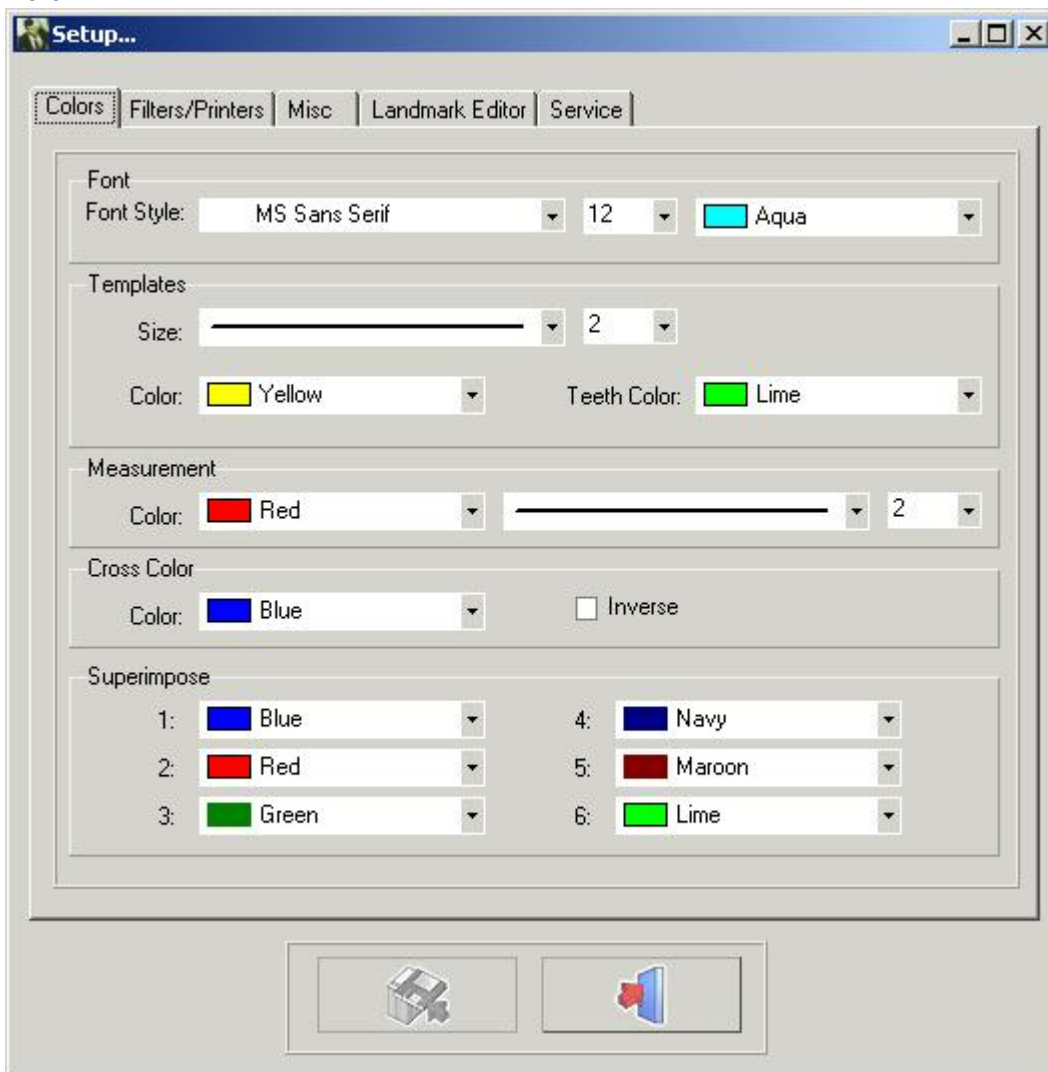 Setup...
Colors Filters/Printers Misc Landmark Editor Service
Font
Font Style: MS Sans Serif 12 Aqua
Templates
Size: 2
Color: Yellow Teeth Color: Lime
Measurement
Color: Red 2
Cross Color
Color: Blue Inverse
Superimpose
1: Blue 4: Navy
2: Red 5: Maroon
3: Green 6: Lime